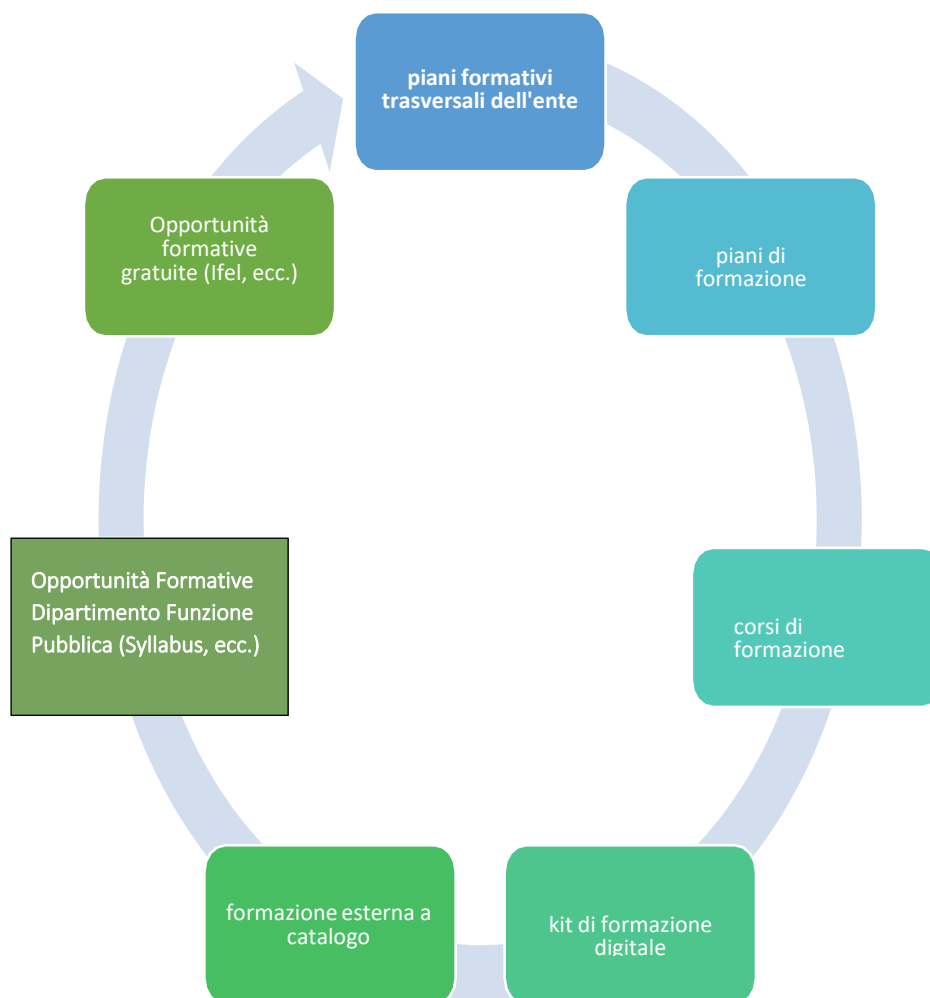 piani formativi
trasversali dell'ente
piani di
formazione
corsi di
formazione
kit di formazione
digitale
formazione esterna a
catalogo
Opportunità Formative
Dipartimento Funzione
Pubblica (Syllabus, ecc.)
Opportunità
formative
gratuite (Ifel, ecc.)